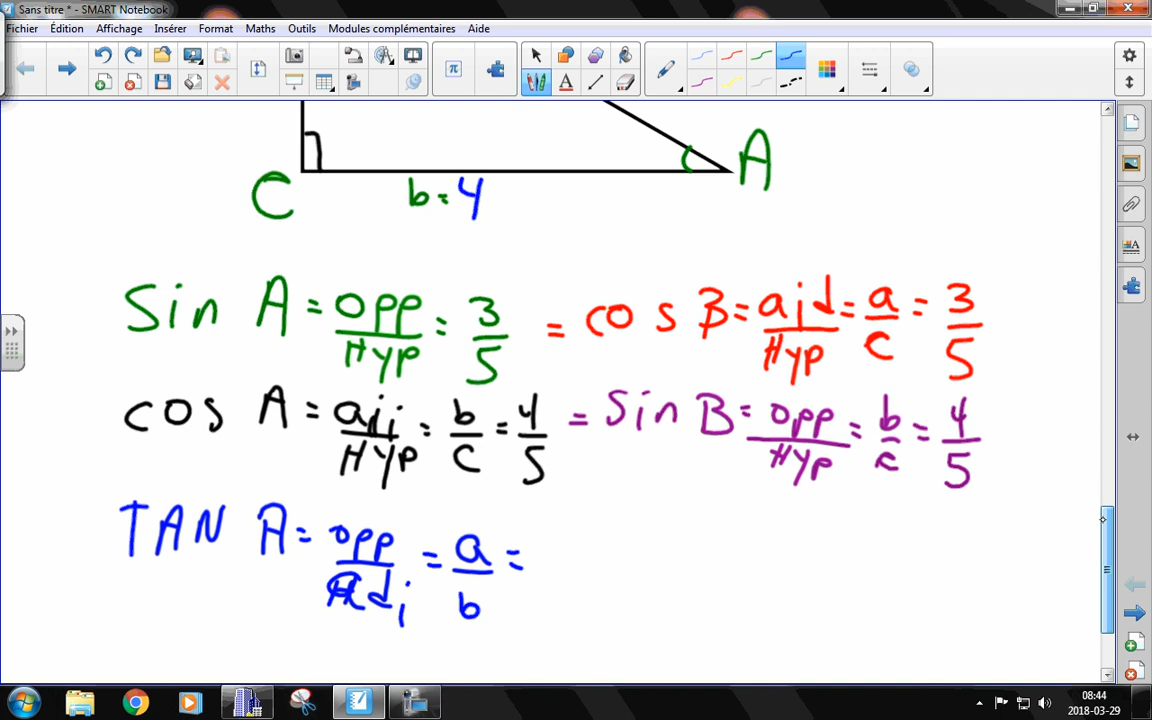 Sans titre * - SMART Notebook
Fichier Édition Affichage Insérer Format Maths Outils Modules complémentaires Aide
C b = 4 A
Sin A = opp/Hyp = 3/5 = cos B = ajd/Hyp = a/c = 3/5
cos A = adj/Hyp = b/c = 4/5 = Sin B = opp/Hyp = b/c = 4/5
TAN A = opp/Adj = a/b =
08:44
2018-03-29